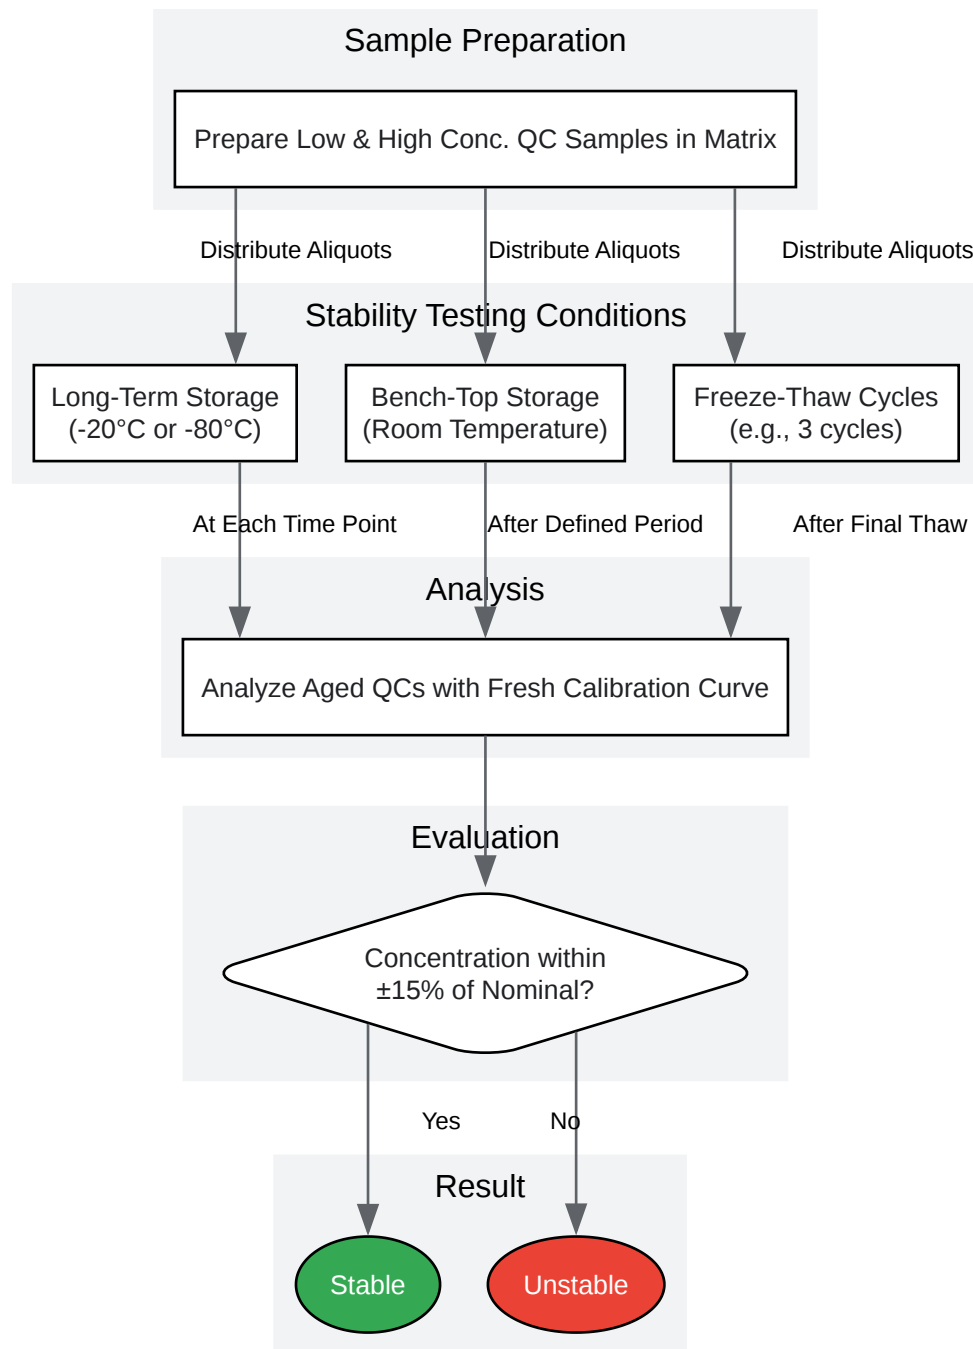 Sample Preparation
Prepare Low & High Conc. QC Samples in Matrix
Distribute Aliquots
Distribute Aliquots
Distribute Aliquots
Stability Testing Conditions
Long-Term Storage
(-20°C or -80°C)
Bench-Top Storage
(Room Temperature)
Freeze-Thaw Cycles
(e.g., 3 cycles)
At Each Time Point
After Defined Period
After Final Thaw
Analysis
Analyze Aged QCs with Fresh Calibration Curve
Evaluation
Concentration within
±15% of Nominal?
Yes
No
Result
Stable
Unstable